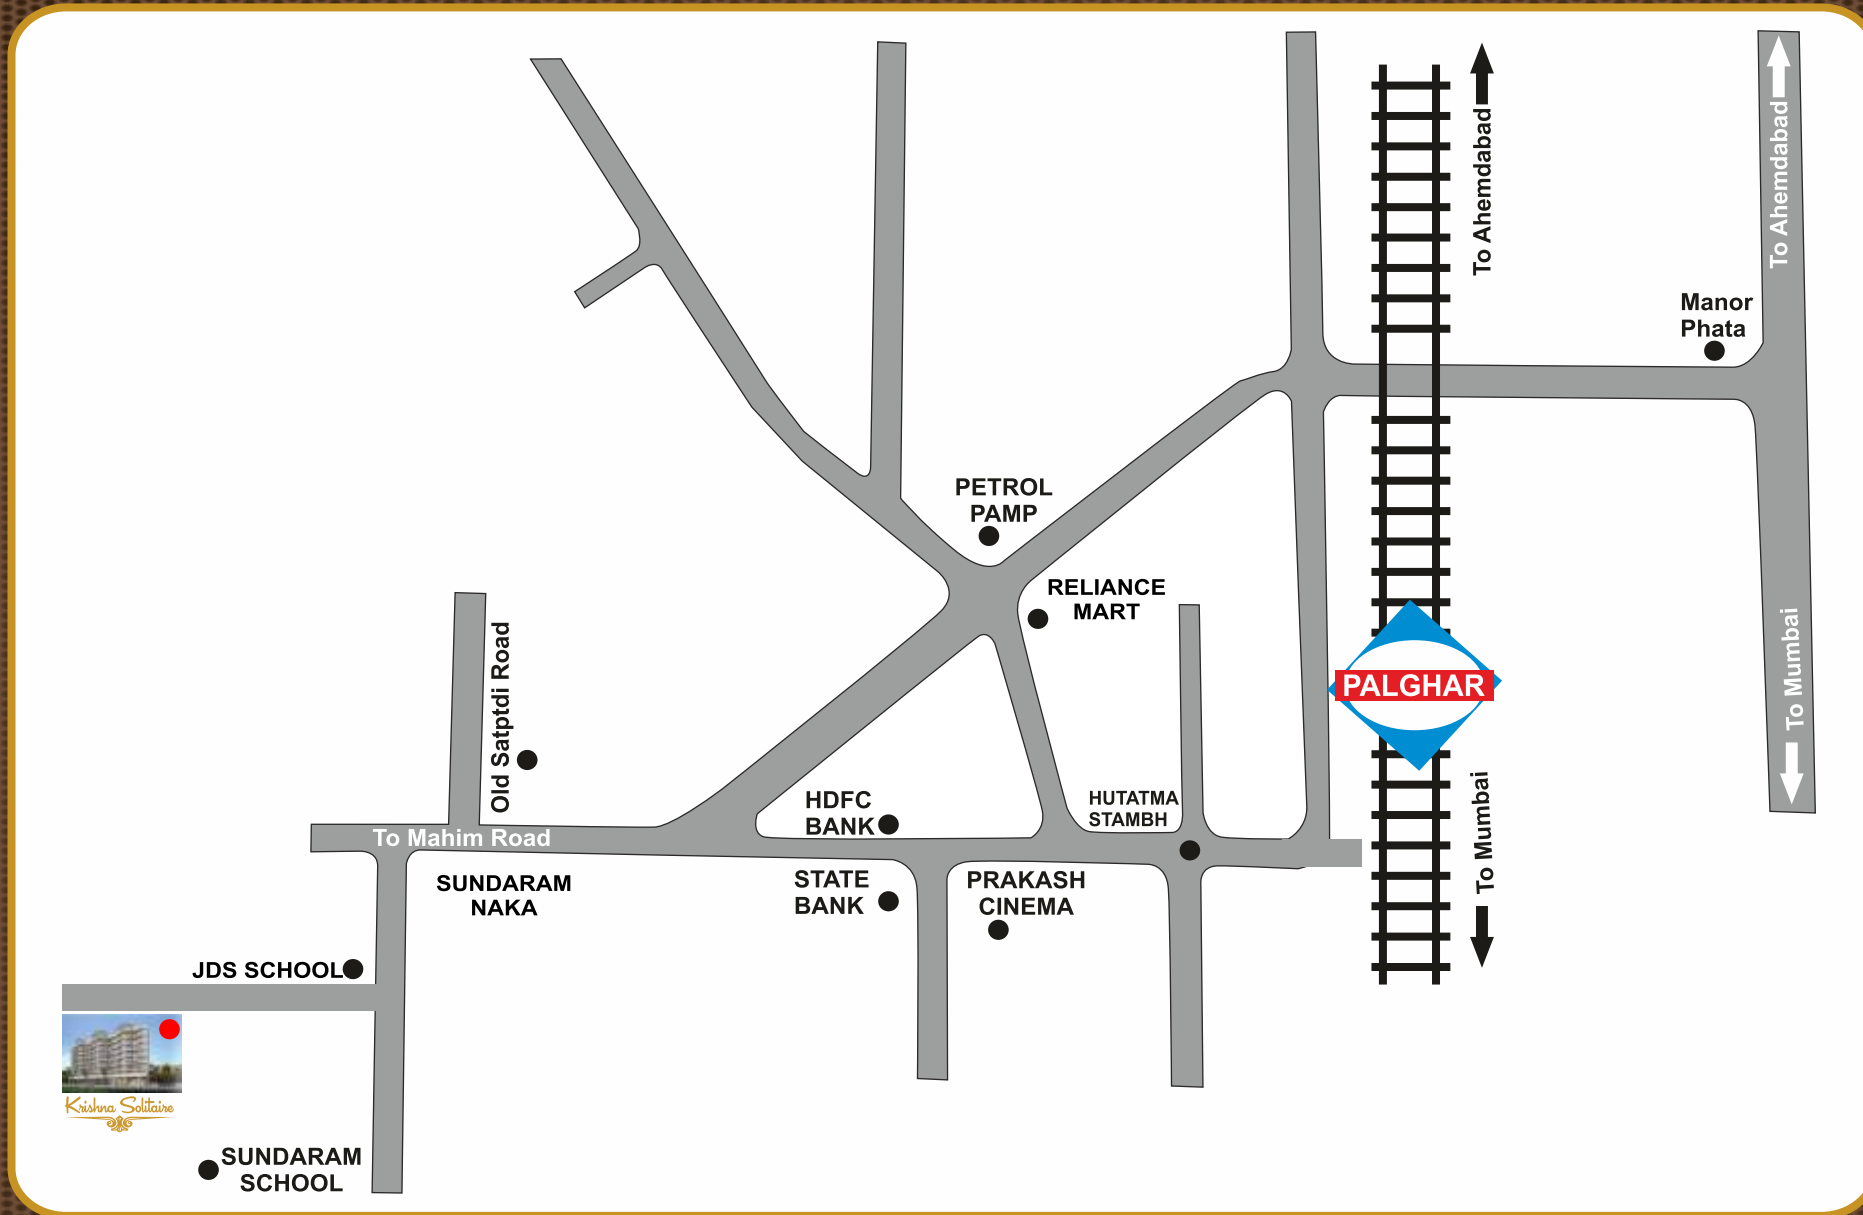 To Ahemdabad
To Ahemdabad
Manor
Phata
PETROL
PAMP
RELIANCE
MART
To Mumbai
PALGHAR
Old Satptdi Road
HDFC
BANK
HUTATMA
STAMBH
To Mumbai
To Mahim Road
SUNDARAM
NAKA
STATE
BANK
PRAKASH
CINEMA
JDS SCHOOL
Krishna Solitaire
SUNDARAM
SCHOOL